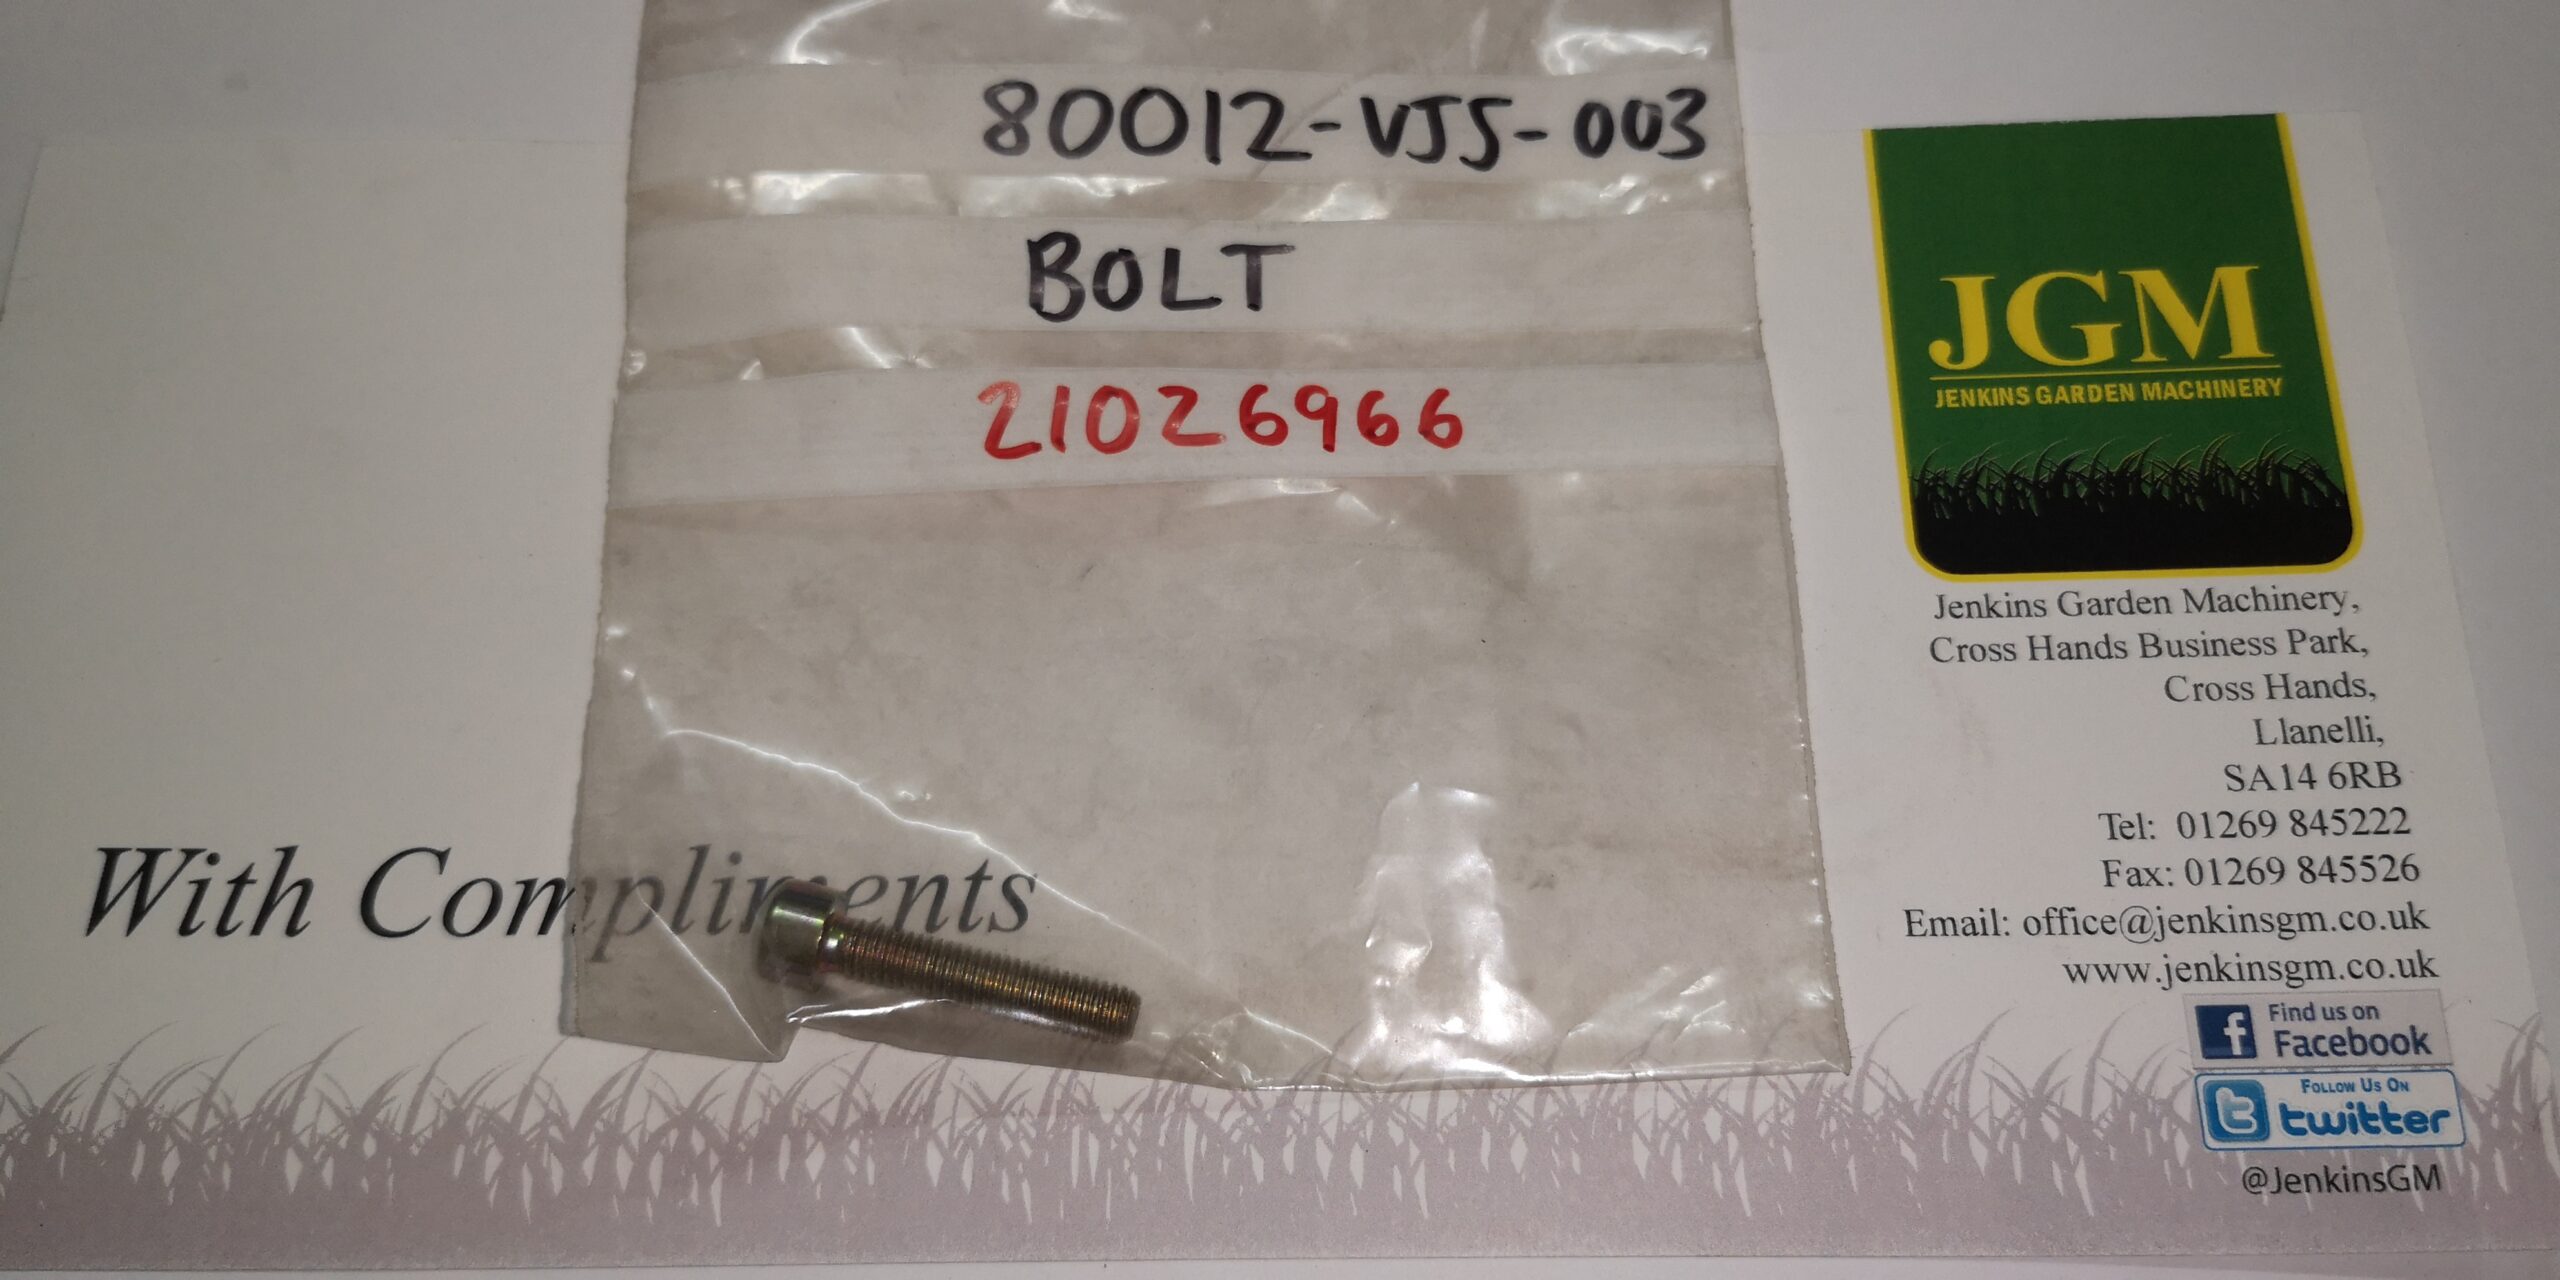 80012-VJ5-003
BOLT
21026966
With Compliments
JGM
JENKINS GARDEN MACHINERY
Jenkins Garden Machinery,
Cross Hands Business Park,
Cross Hands,
Llanelli,
SA14 6RB
Tel: 01269 845222
Fax: 01269 845526
Email: office@jenkinsgm.co.uk
www.jenkinsgm.co.uk
f
Find us on
Facebook
t
Follow Us On
twitter
@JenkinsGM